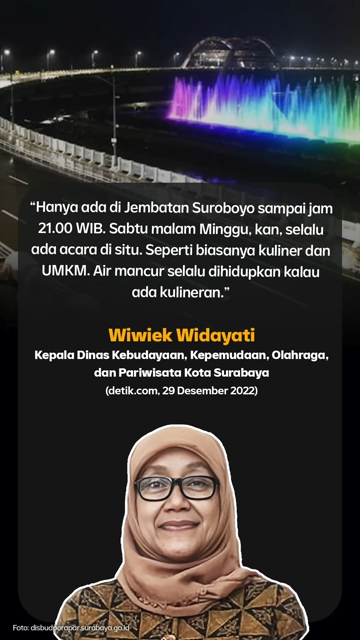 “Hanya ada di Jembatan Suroboyo sampai jam
21.00 WIB. Sabtu malam Minggu, kan, selalu
ada acara di situ. Seperti biasanya kuliner dan
UMKM. Air mancur selalu dihidupkan kalau
ada kulineran.”
Wiwiek Widayati
Kepala Dinas Kebudayaan, Kepemudaan, Olahraga,
dan Pariwisata Kota Surabaya
(detik.com, 29 Desember 2022)
Foto: disbudporapar.surabaya.go.id